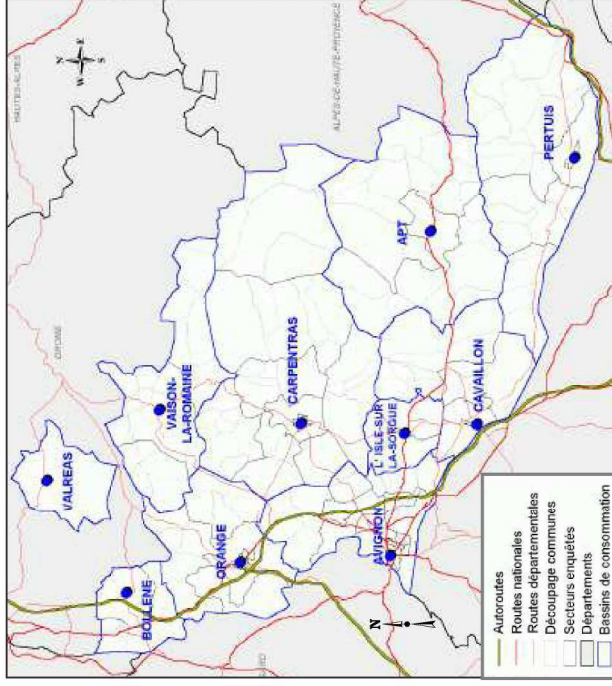 HAUTES-ALPES
N
W E
S
DROME
ALPES-DE-HAUTE-PROVENCE
VALREAS
VAISON-
LA-ROMAINE
BOLLENE
ORANGE
CARPENTRAS
APT
PERTUIS
L' ISLE-SUR
LA-SORGUE
AVIGNON
CAVAILLON
GARD
N
Autoroutes
Routes nationales
Routes départementales
Découpage communes
Secteurs enquêtés
Départements
Bassins de consommation